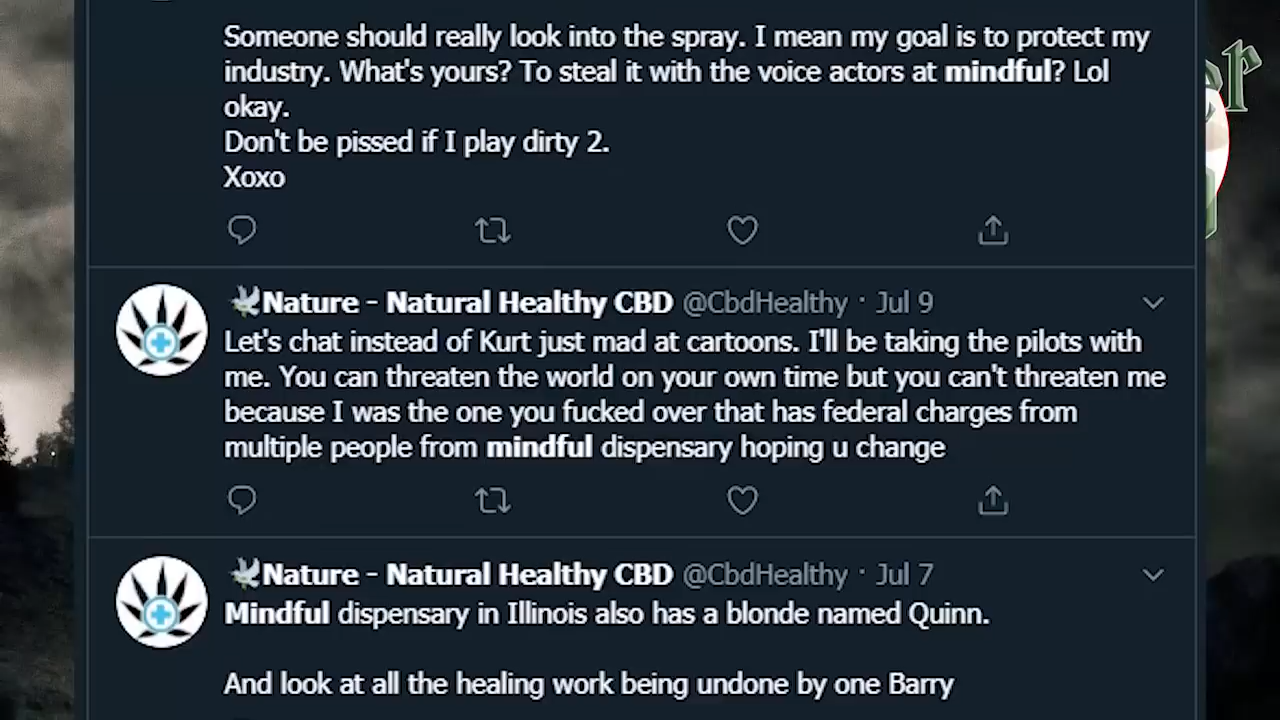 Someone should really look into the spray. I mean my goal is to protect my
industry. What's yours? To steal it with the voice actors at mindful? Lol
okay.
Don't be pissed if I play dirty 2.
Xoxo
Nature - Natural Healthy CBD @CbdHealthy · Jul 9
Let's chat instead of Kurt just mad at cartoons. I'll be taking the pilots with
me. You can threaten the world on your own time but you can't threaten me
because I was the one you fucked over that has federal charges from
multiple people from mindful dispensary hoping u change
Nature - Natural Healthy CBD @CbdHealthy · Jul 7
Mindful dispensary in Illinois also has a blonde named Quinn.
And look at all the healing work being undone by one Barry